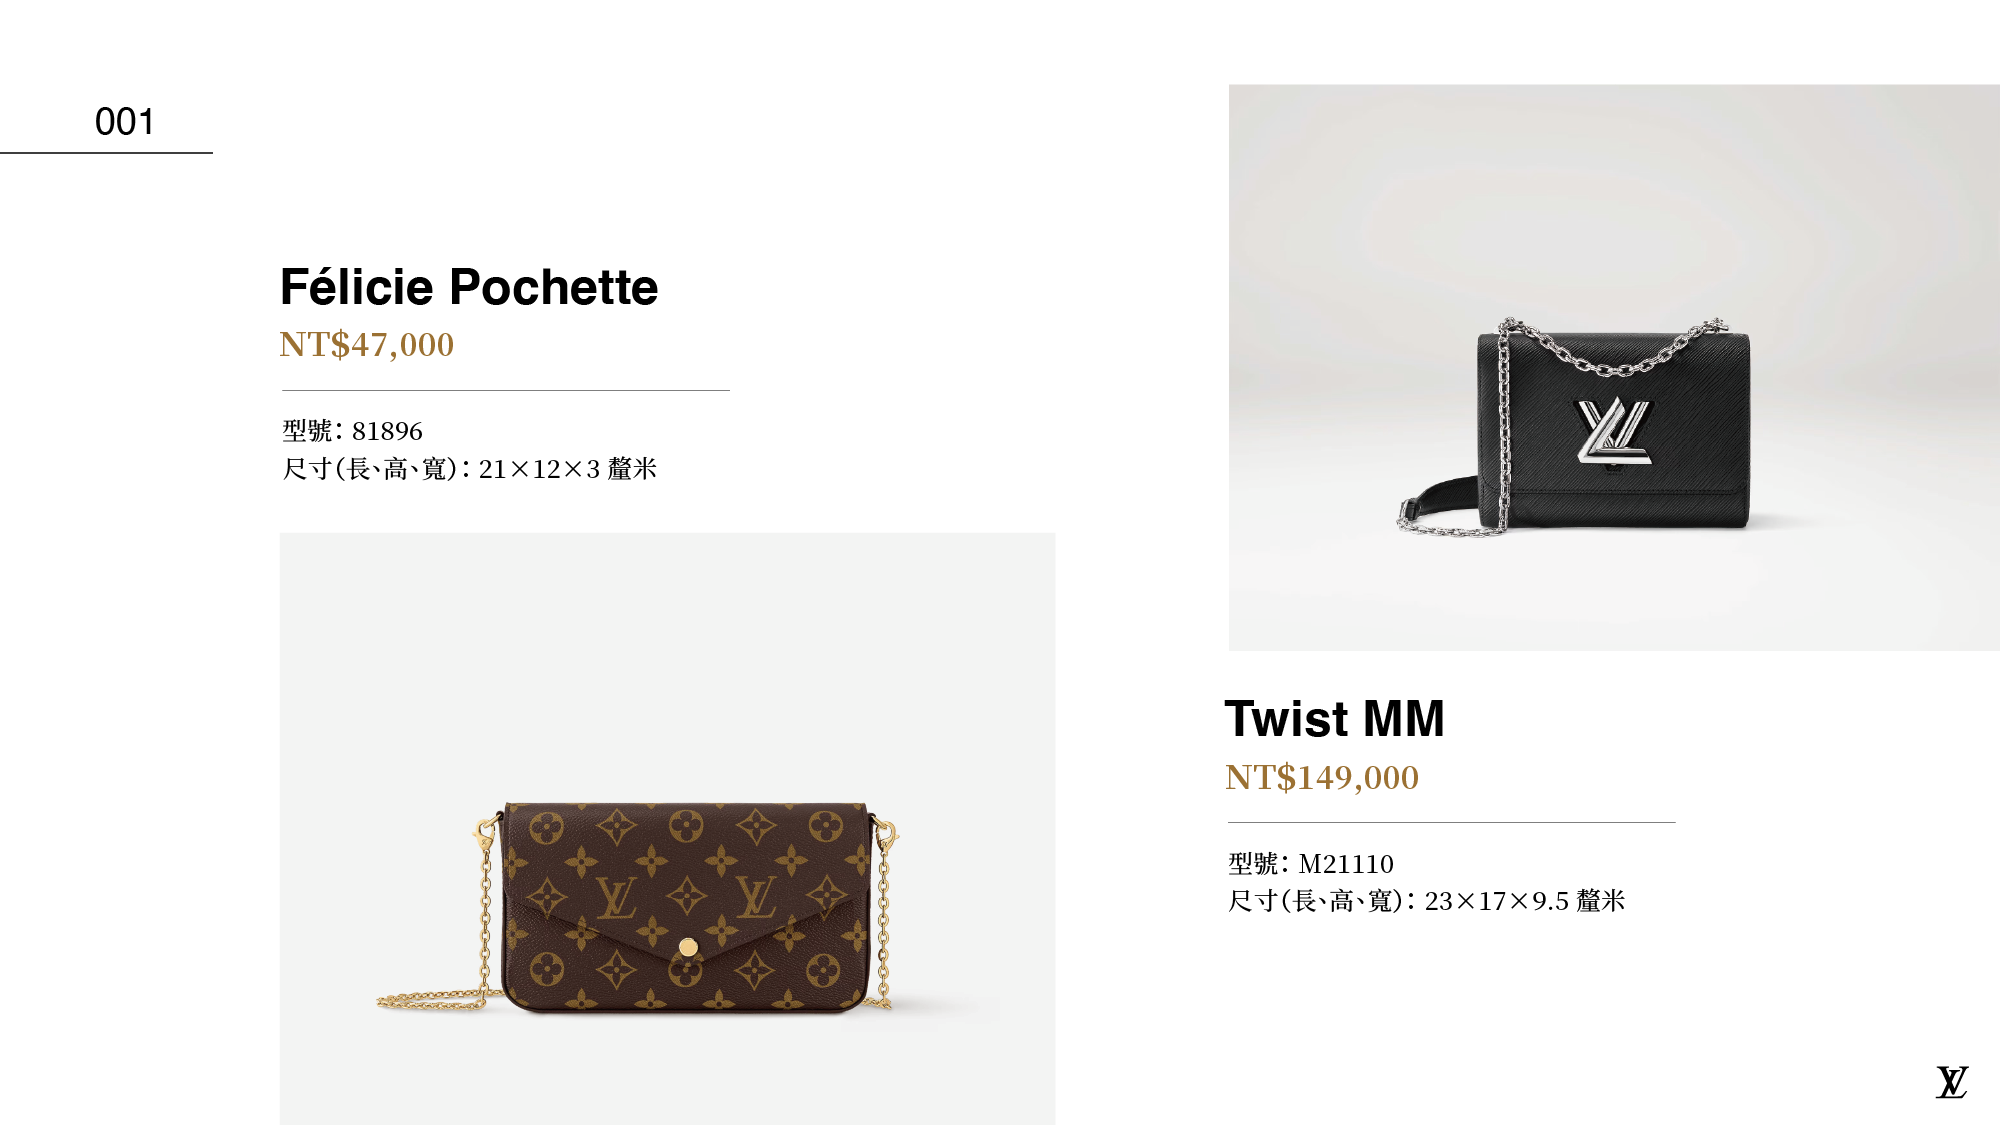 001
Félicie Pochette
NT$47,000
型號：81896
尺寸（長、高、寬）：21×12×3 釐米
Twist MM
NT$149,000
型號：M21110
尺寸（長、高、寬）：23×17×9.5 釐米
LV